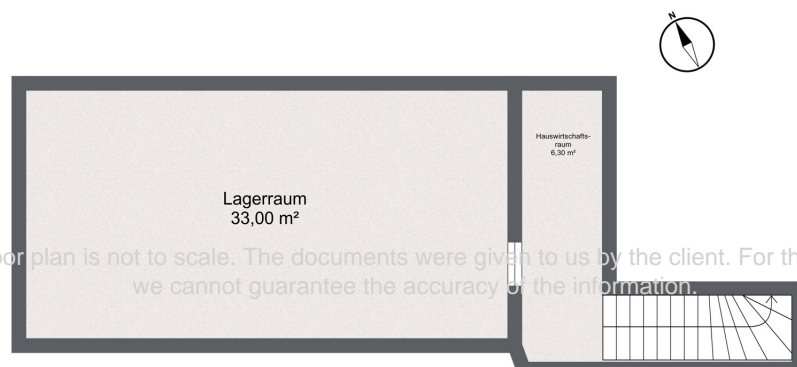 N
Hauswirtschafts-
raum
6,30 m²
Lagerraum
33,00 m²
plan is not to scale. The documents were given to us by the client. For
we cannot guarantee the accuracy of the information.